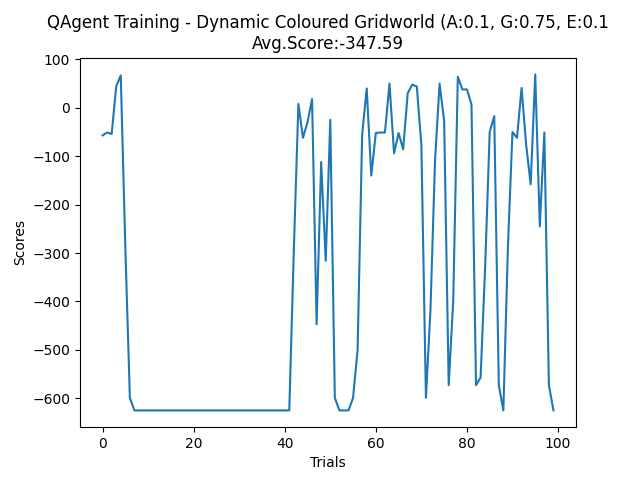 QAgent Training - Dynamic Coloured Gridworld (A:0.1, G:0.75, E:0.1
Avg.Score:-347.59
100
0
−100
−200
−300
−400
−500
−600
Scores
0 20 40 60 80 100
Trials